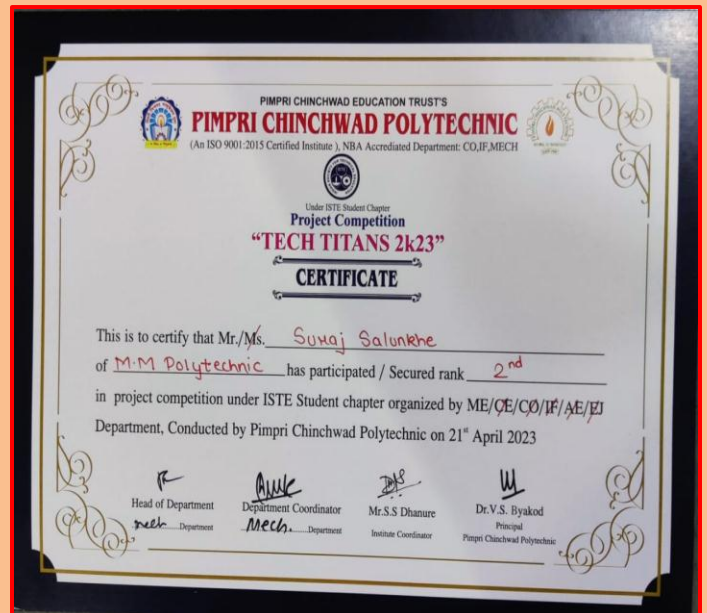 PIMPRI CHINCHWAD EDUCATION TRUST'S
PIMPRI CHINCHWAD POLYTECHNIC
(An ISO 9001:2015 Certified Institute ), NBA Accrediated Department: CO,IF,MECH
Under ISTE Student Chapter
Project Competition
“TECH TITANS 2k23”
CERTIFICATE
This is to certify that Mr./Ms. Suraj Salunkhe
of M.M Polytechnic has participated / Secured rank 2nd
in project competition under ISTE Student chapter organized by ME/CE/CO/IF/AE/EJ
Department, Conducted by Pimpri Chinchwad Polytechnic on 21st April 2023
Head of Department Department Coordinator Mr.S.S Dhanure Dr.V.S. Byakod
Mech Department Mech. Department Institute Coordinator Principal
Pimpri Chinchwad Polytechnic